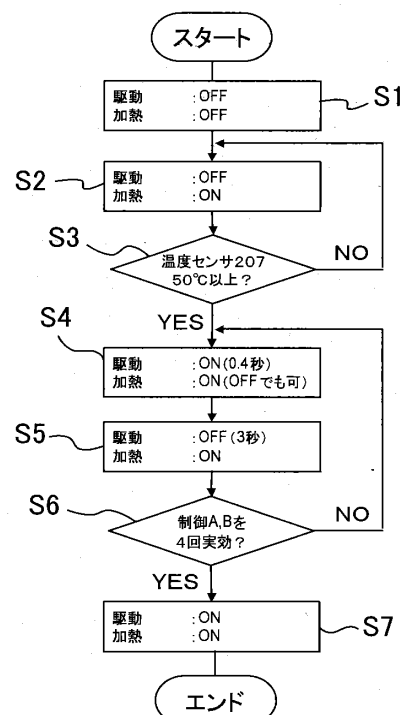 スタート
S1
駆動 :OFF
加熱 :OFF
S2
駆動 :OFF
加熱 :ON
S3
温度センサ207
50℃以上?
NO
YES
S4
駆動 :ON(0.4秒)
加熱 :ON(OFFでも可)
S5
駆動 :OFF(3秒)
加熱 :ON
S6
制御A,Bを
4回実効?
NO
YES
駆動 :ON
加熱 :ON
S7
エンド